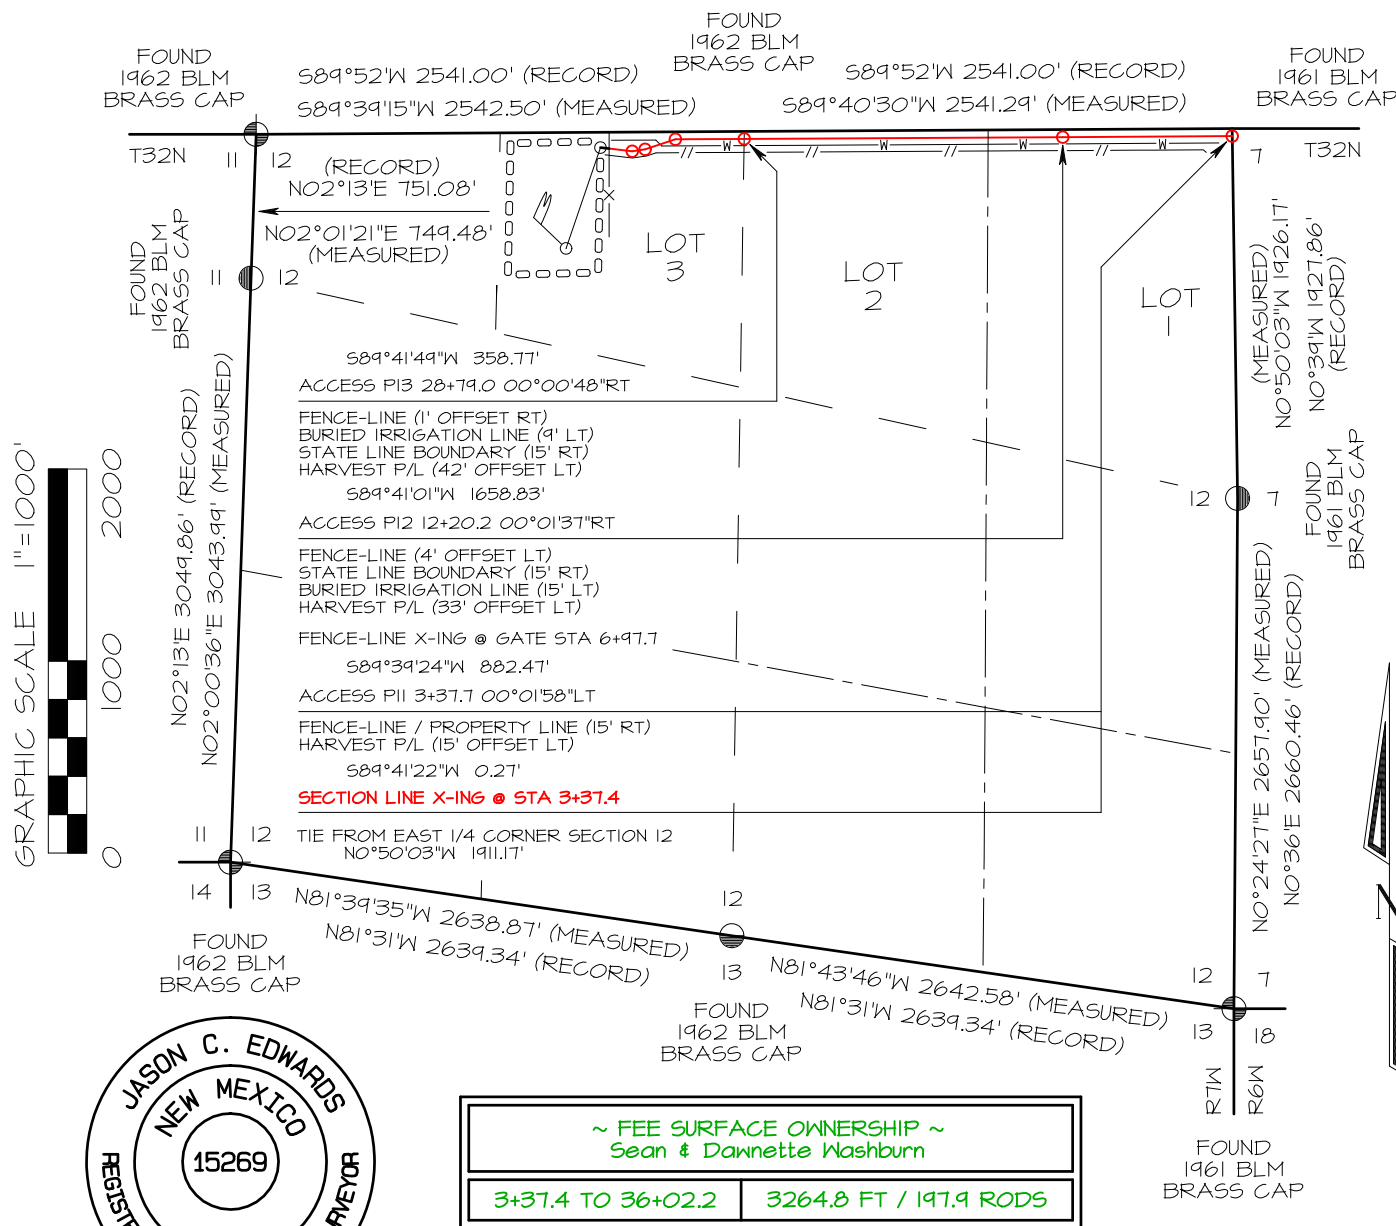 FOUND
1962 BLM
BRASS CAP
FOUND
1962 BLM
BRASS CAP
FOUND
1961 BLM
BRASS CAP
S89°52'W 2541.00' (RECORD)
S89°39'15"W 2542.50' (MEASURED)
S89°52'W 2541.00' (RECORD)
S89°40'30"W 2541.29' (MEASURED)
T32N
11 12
7
T32N
(RECORD)
N02°13'E 751.08'
N02°01'21"E 749.48'
(MEASURED)
FOUND
1962 BLM
BRASS CAP
11 12
W
W
W
W
X
LOT
3
LOT
2
LOT
1
(MEASURED)
N0°50'03"W 1926.17'
N0°39'W 1927.86'
(RECORD)
S89°41'49"W 358.77'
ACCESS PI3 28+79.0 00°00'48"RT
FENCE-LINE (1' OFFSET RT)
BURIED IRRIGATION LINE (9' LT)
STATE LINE BOUNDARY (15' RT)
HARVEST P/L (42' OFFSET LT)
S89°41'01"W 1658.83'
ACCESS PI2 12+20.2 00°01'37"RT
FENCE-LINE (4' OFFSET LT)
STATE LINE BOUNDARY (15' RT)
BURIED IRRIGATION LINE (15' LT)
HARVEST P/L (33' OFFSET LT)
FENCE-LINE X-ING @ GATE STA 6+97.7
S89°39'24"W 882.47'
ACCESS PI1 3+37.7 00°01'58"LT
FENCE-LINE / PROPERTY LINE (15' RT)
HARVEST P/L (15' OFFSET LT)
S89°41'22"W 0.27'
SECTION LINE X-ING @ STA 3+37.4
TIE FROM EAST 1/4 CORNER SECTION 12
N0°50'03"W 1911.17'
12 7
FOUND
1961 BLM
BRASS CAP
GRAPHIC SCALE 1"=1000'
0
1000
2000
N02°13'E 3049.86' (RECORD)
N02°00'36"E 3043.99' (MEASURED)
N0°24'27"E 2657.90' (MEASURED)
N0°36'E 2660.46' (RECORD)
11 12
14 13
FOUND
1962 BLM
BRASS CAP
N81°39'35"W 2638.87' (MEASURED)
N81°31'W 2639.34' (RECORD)
12
13
FOUND
1962 BLM
BRASS CAP
N81°43'46"W 2642.58' (MEASURED)
N81°31'W 2639.34' (RECORD)
12 7
13 18
R7W
R6W
FOUND
1961 BLM
BRASS CAP
JASON C. EDWARDS
NEW MEXICO
15269
~ FEE SURFACE OWNERSHIP ~
Sean & Dawnette Washburn
3+37.4 TO 36+02.2 3264.8 FT / 197.9 RODS